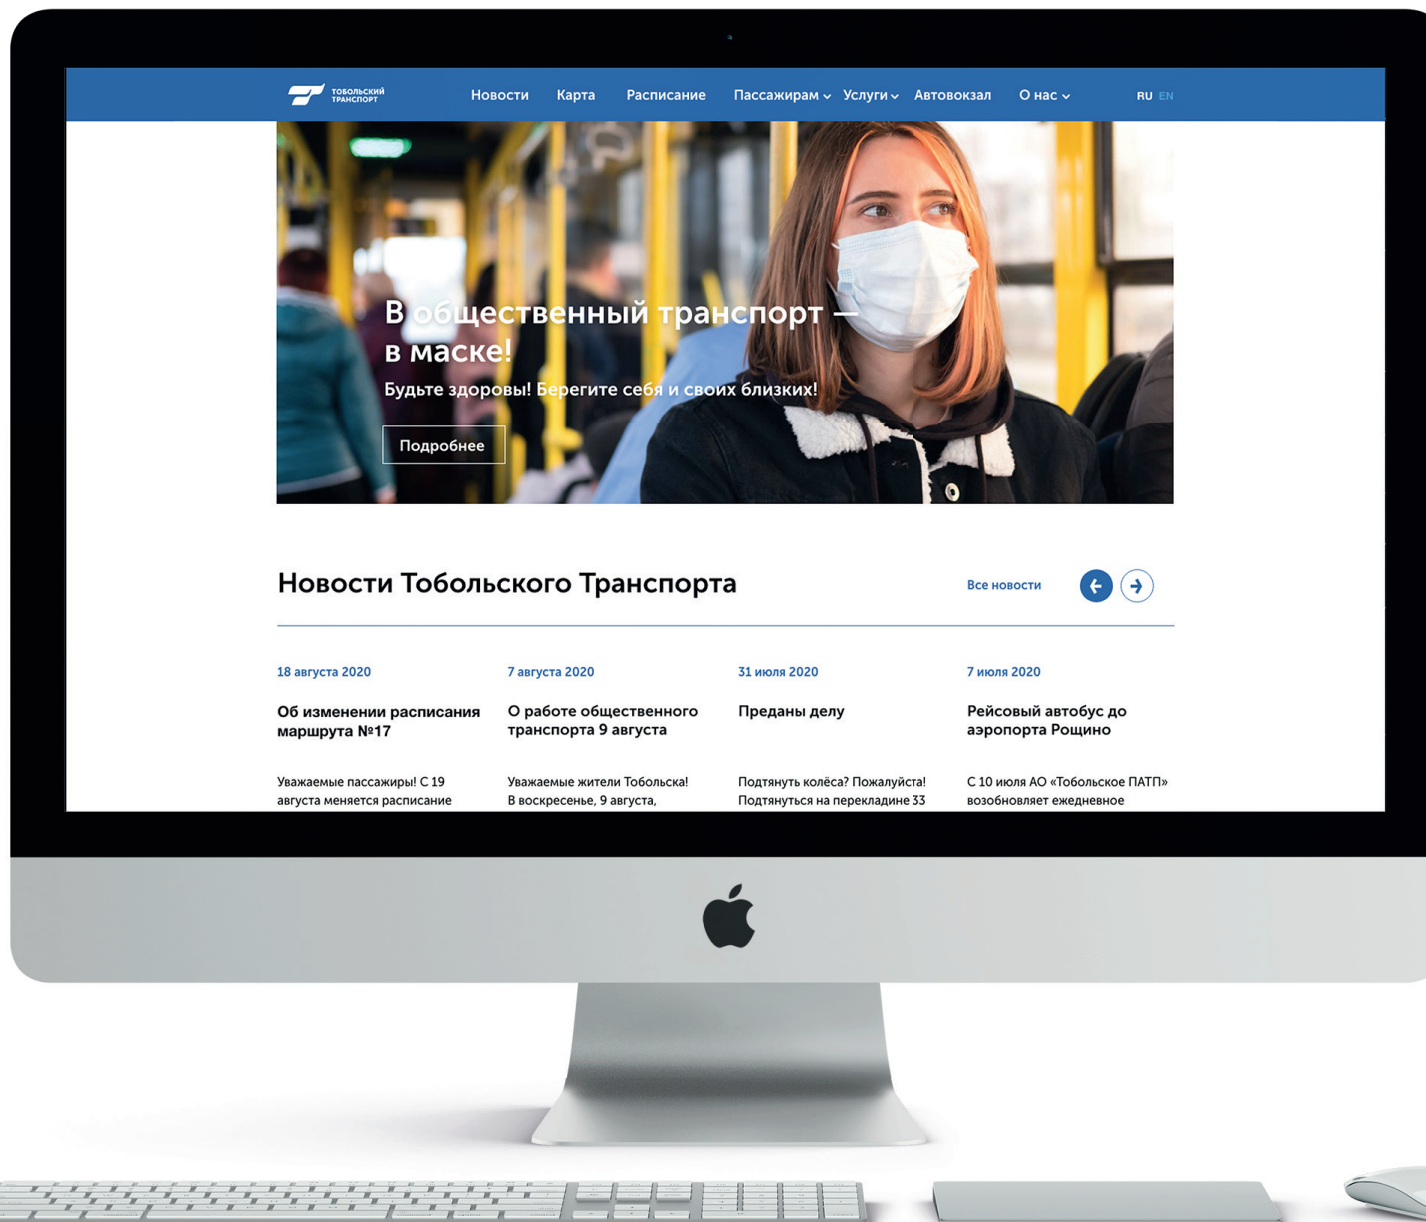 ТОБОЛЬСКИЙ
ТРАНСПОРТ
Новости Карта Расписание Пассажирам Услуги Автовокзал О нас RU EN
В общественный транспорт —
в маске!
Будьте здоровы! Берегите себя и своих близких!
Подробнее
Новости Тобольского Транспорта
Все новости
18 августа 2020
Об изменении расписания
маршрута №17
Уважаемые пассажиры! С 19
августа меняется расписание
7 августа 2020
О работе общественного
транспорта 9 августа
Уважаемые жители Тобольска!
В воскресенье, 9 августа,
31 июля 2020
Преданы делу
Подтянуть колёса? Пожалуйста!
Подтянуться на перекладине 33
7 июля 2020
Рейсовый автобус до
аэропорта Рощино
С 10 июля АО «Тобольское ПАТП»
возобновляет ежедневное